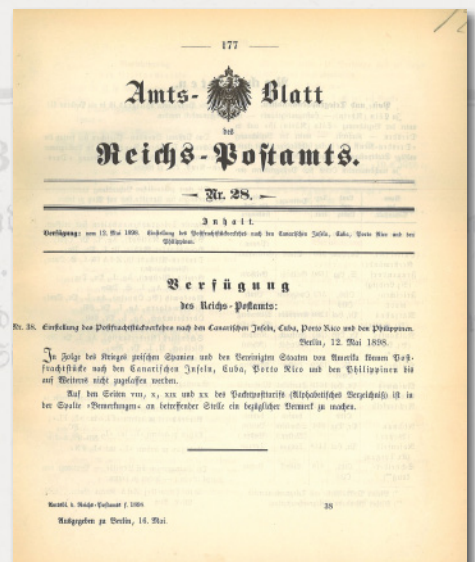 — 177 —
Amts-Blatt
des
Reichs-Postamts.
Nr. 28.
Inhalt.
Verfügung: vom 12. Mai 1898. Einstellung des Postfrachtstückverkehrs nach den Canarischen Inseln, Cuba, Porto Rico und den
Philippinen.
Verfügung
des Reichs-Postamts:
Nr. 38. Einstellung des Postfrachtstückverkehrs nach den Canarischen Inseln, Cuba, Porto Rico und den Philippinen.
Berlin, 12. Mai 1898.
In Folge des Krieges zwischen Spanien und den Vereinigten Staaten von Amerika können Post-
frachtstücke nach den Canarischen Inseln, Cuba, Porto Rico und den Philippinen bis
auf Weiteres nicht zugelassen werden.
Auf den Seiten VIII, X, XIX und XX des Packetposttarifs (Alphabetisches Verzeichniß) ist in
der Spalte »Bemerkungen« an betreffender Stelle ein bezüglicher Vermerk zu machen.
Amtsbl. d. Reichs-Postamts f. 1898. 38
Ausgegeben zu Berlin, 16. Mai.